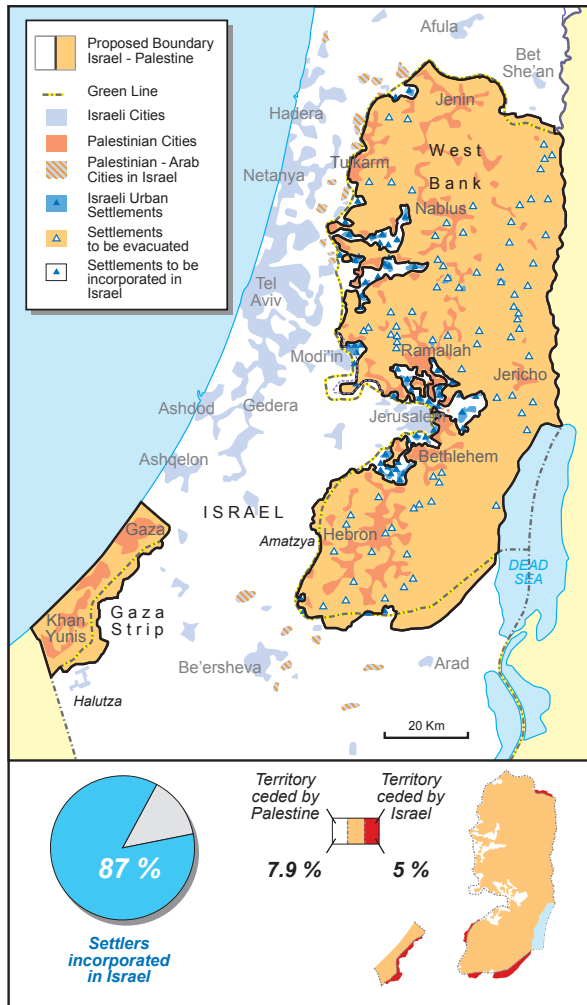 Proposed Boundary
Israel - Palestine
Green Line
Israeli Cities
Palestinian Cities
Palestinian - Arab
Cities in Israel
Israeli Urban
Settlements
Settlements
to be evacuated
Settlements to be
incorporated in
Israel
Afula
Bet
She'an
Jenin
Hadera
Tulkarm
West
Bank
Netanya
Nablus
Tel
Aviv
Modi'in
Ramallah
Jericho
Ashdod
Gedera
Jerusalem
Ashqelon
Bethlehem
ISRAEL
Amatzya
Hebron
Gaza
DEAD
SEA
Khan
Yunis
Gaza
Strip
Be'ersheva
Arad
Halutza
20 Km
Territory
ceded by
Palestine
Territory
ceded by
Israel
7.9 %
5 %
87 %
Settlers
incorporated
in Israel